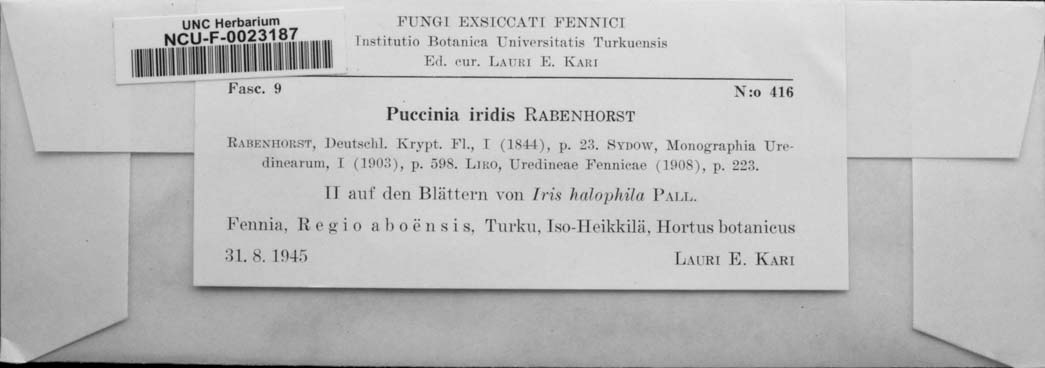 UNC Herbarium
NCU-F-0023187
FUNGI EXSICCATI FENNICI
Institutio Botanica Universitatis Turkuensis
Ed. cur. LAURI E. KARI
Fasc. 9 N:o 416
Puccinia iridis RABENHORST
RABENHORST, Deutschl. Krypt. Fl., I (1844), p. 23. SYDOW, Monographia Ure-
dinearum, I (1903), p. 598. LIRO, Uredineae Fennicae (1908), p. 223.
II auf den Blättern von Iris halophila PALL.
Fennia, Regio aboënsis, Turku, Iso-Heikkilä, Hortus botanicus
31. 8. 1945 LAURI E. KARI